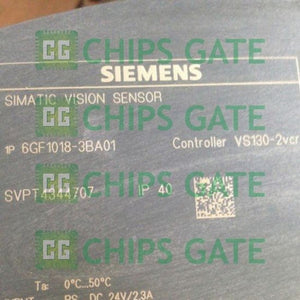 CHIPS GATE
SIEMENS
SIMATIC VISION SENSOR
CHIPS GATE
1P 6GF1018-3BA01 Controller VS130-2vcr
CHIPS GATE
SVPT4344707 IP 40
CHIPS GATE
Ta: 0°C...50°C
PS DC 24V/2.3A